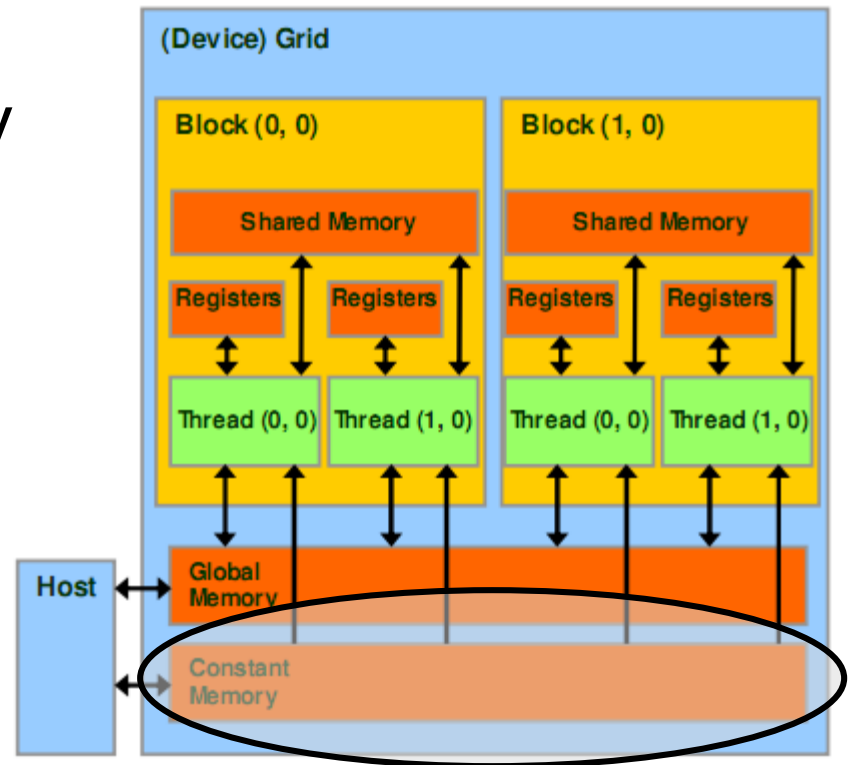 (Device) Grid
y
Block (0, 0)
Block (1, 0)
Shared Memory
Shared Memory
Registers
Registers
Registers
Registers
Thread (0, 0)
Thread (1, 0)
Thread (0, 0)
Thread (1, 0)
Host
Global
Memory
Constant
Memory